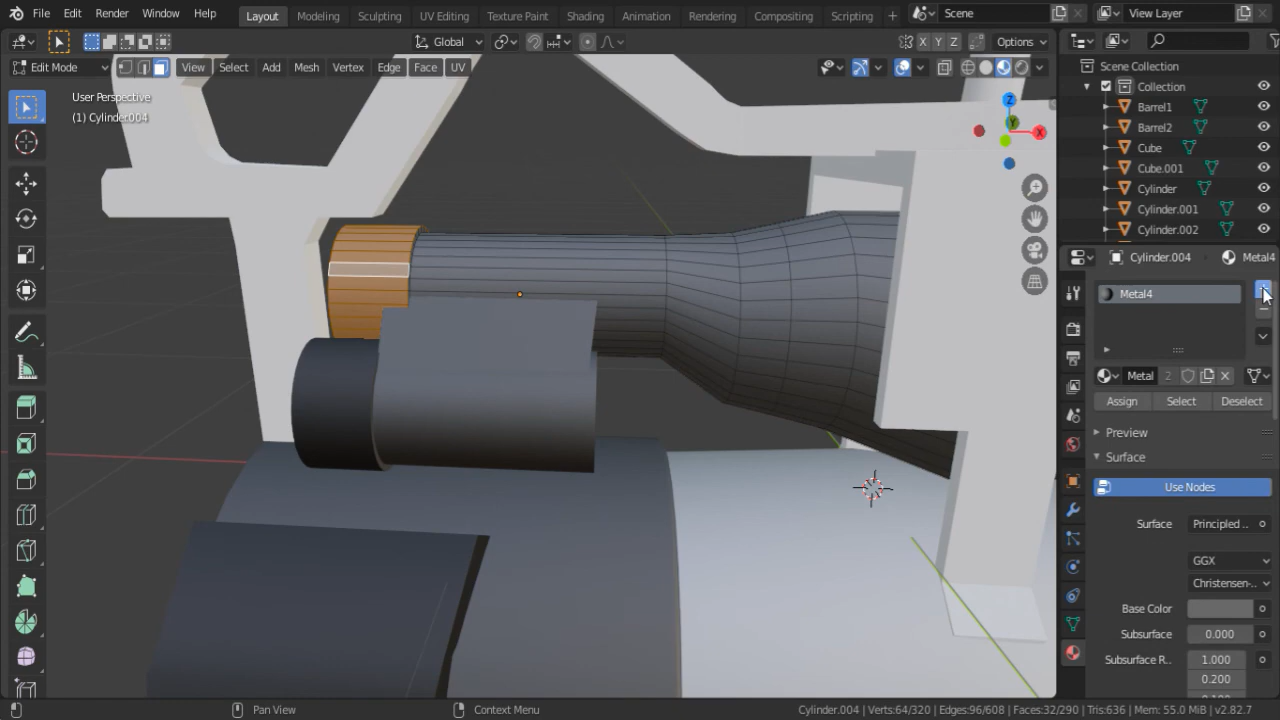 File Edit Render Window Help Layout Modeling Sculpting UV Editing Texture Paint Shading Animation Rendering Compositing Scripting Scene View Layer
Global X Y Z Options
Edit Mode View Select Add Mesh Vertex Edge Face UV
Scene Collection
Collection
Barrel1
Barrel2
Cube
Cube.001
Cylinder
Cylinder.001
Cylinder.002
User Perspective
(1) Cylinder.004
Z
Y
X
Cylinder.004 Metal4
Metal4
Metal 2
Assign Select Deselect
Preview
Surface
Use Nodes
Surface Principled ..
GGX
Christensen-..
Base Color
Subsurface 0.000
Subsurface R.. 1.000
0.200
Pan View Context Menu Cylinder.004 | Verts:64/320 | Edges:96/608 | Faces:32/290 | Tris:636 | Mem: 55.0 MiB | v2.82.7